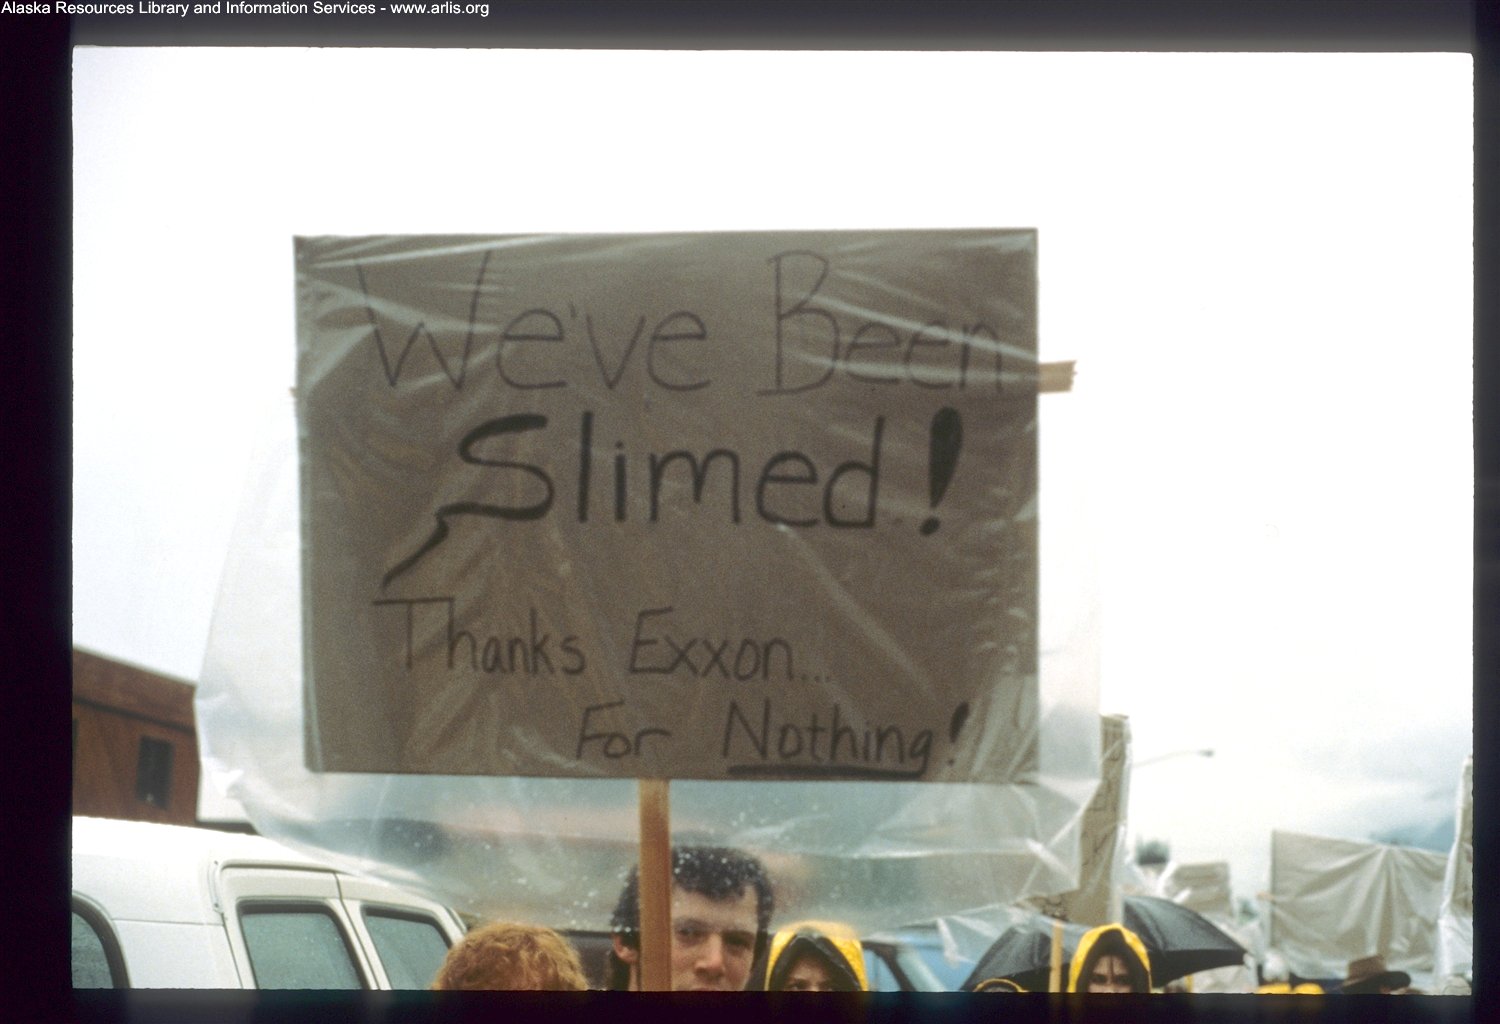 Alaska Resources Library and Information Services - www.arlis.org
We've Been
Slimed!
Thanks Exxon...
For Nothing!